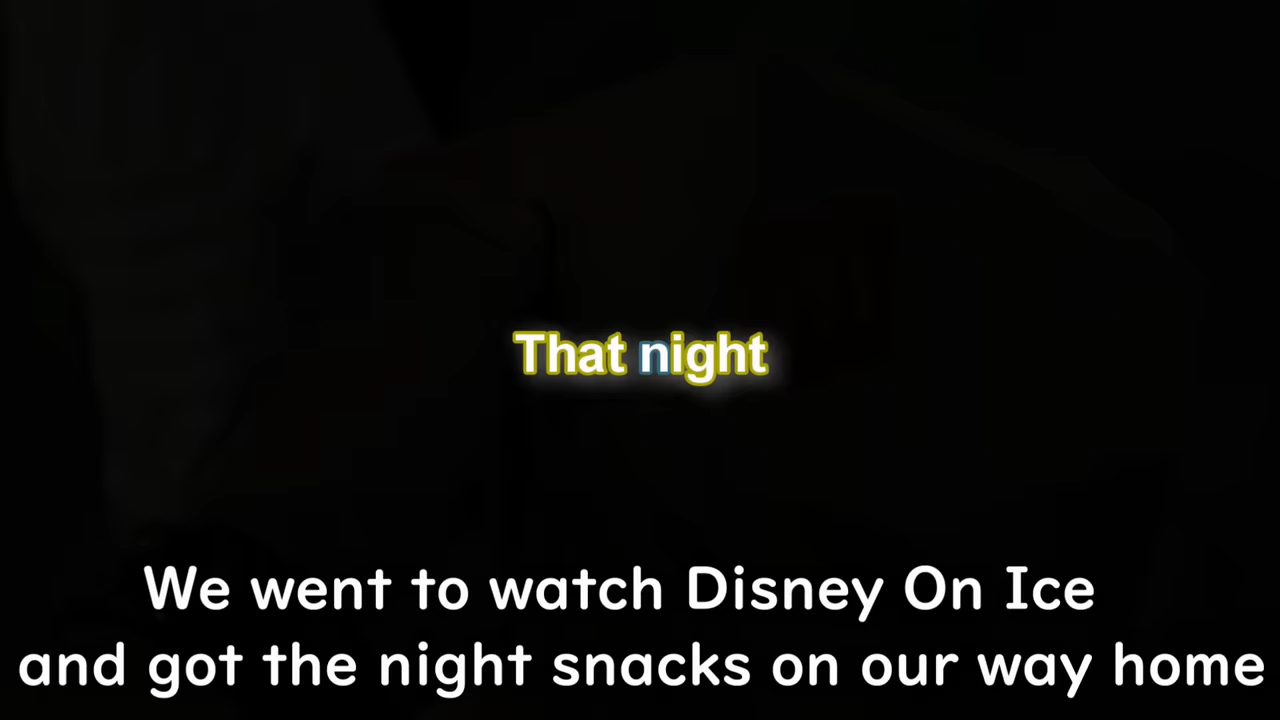 That night
We went to watch Disney On Ice
and got the night snacks on our way home